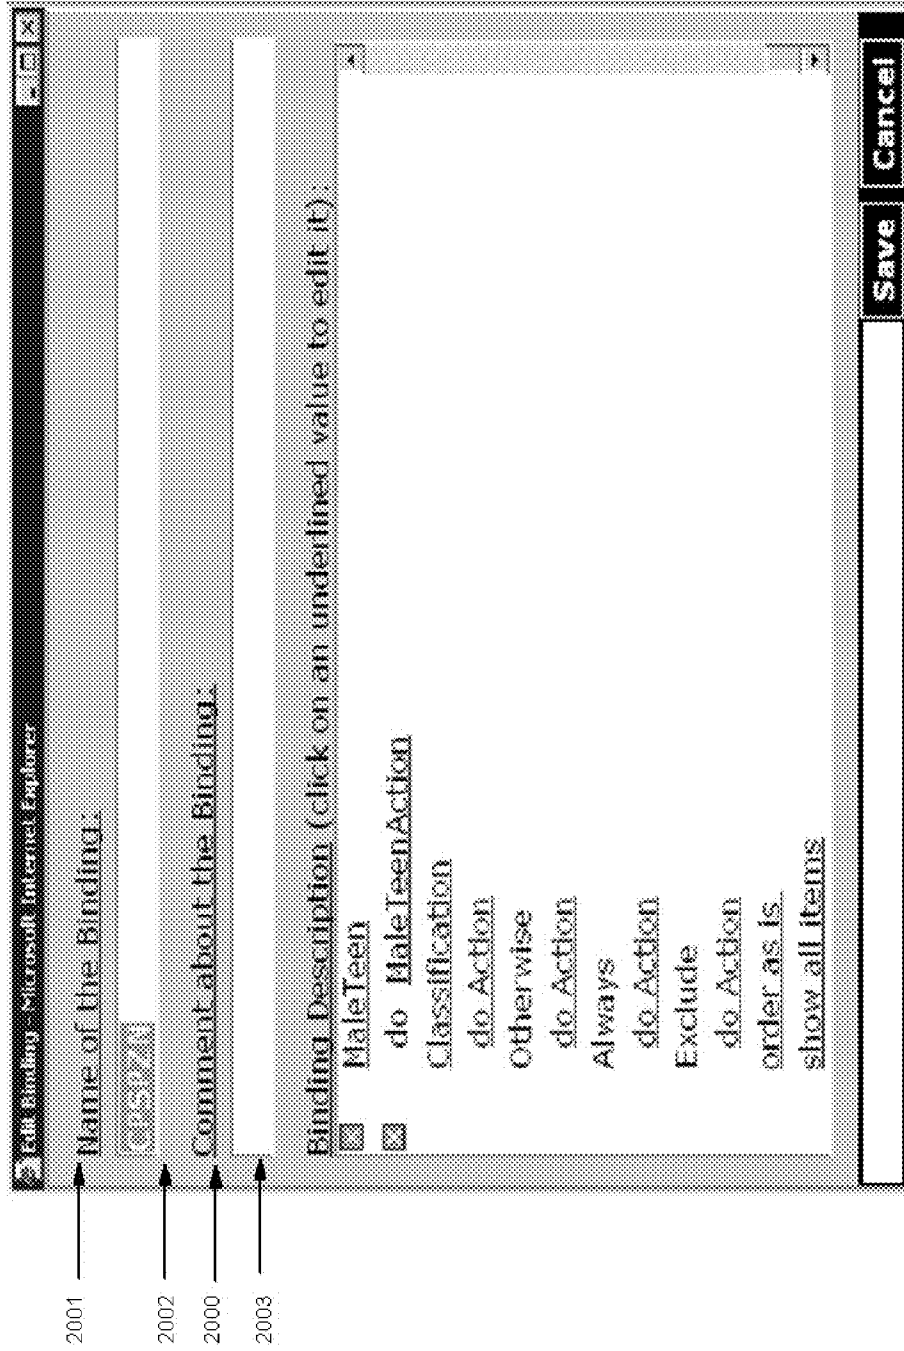 Edit Binding - Microsoft Internet Explorer
2001
Name of the Binding:
2002
2000
Comment about the Binding:
2003
Binding Description (click on an underlined value to edit it):
MaleTeen
do MaleTeenAction
Classification
do Action
Otherwise
do Action
Always
do Action
Exclude
do Action
order as is
show all items
Save Cancel